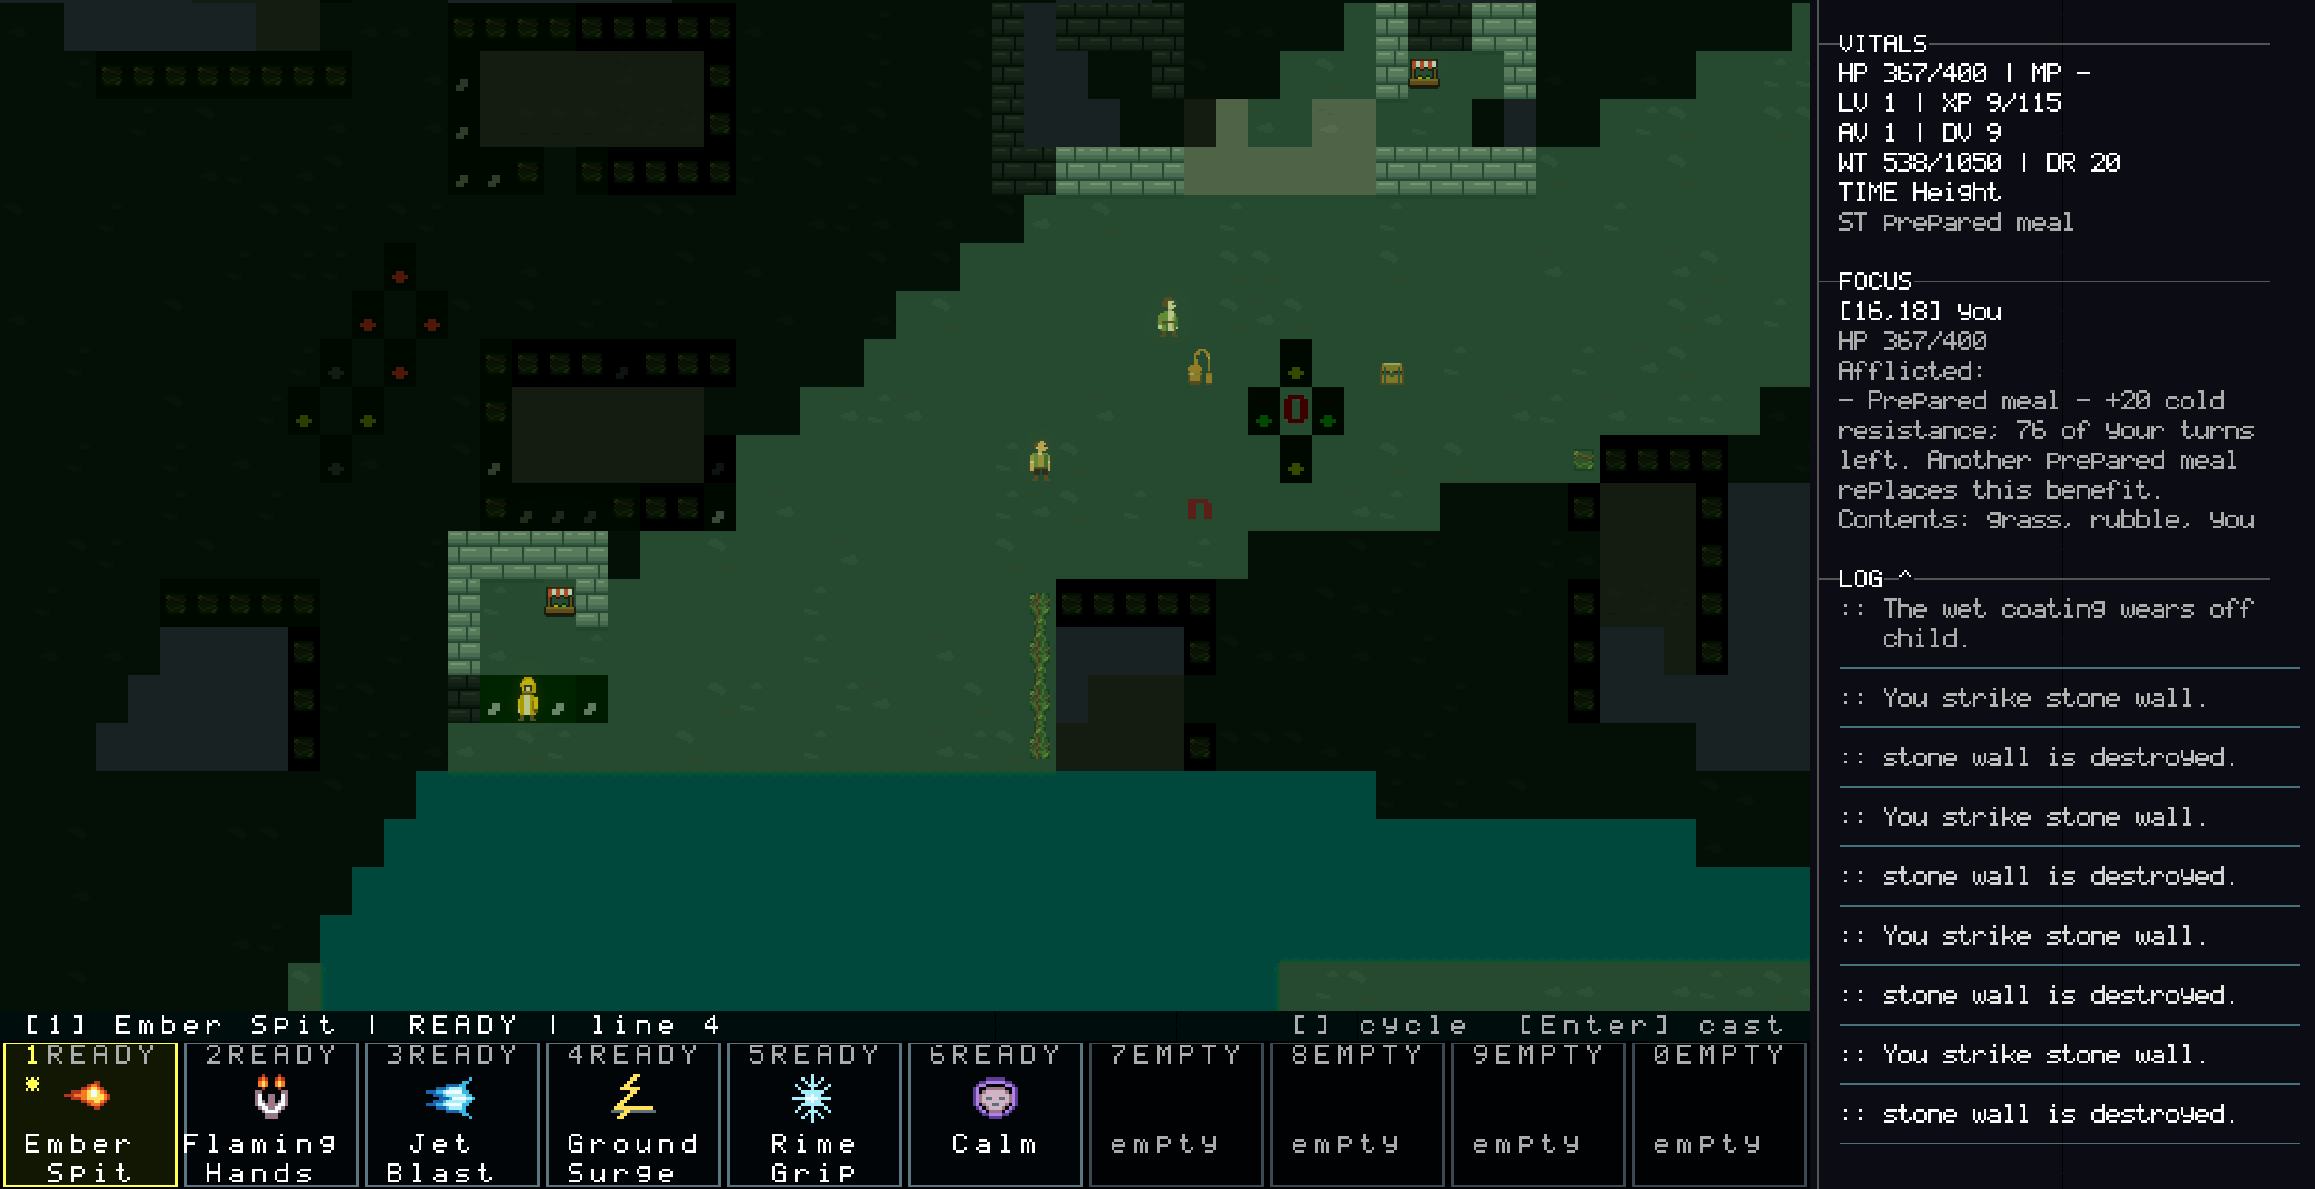 VITALS
HP 367/400 | MP -
LV 1 | XP 9/115
AV 1 | DV 9
WT 538/1050 | DR 20
TIME Height
ST Prepared meal
FOCUS
[16,18] you
HP 367/400
Afflicted:
- Prepared meal - +20 cold
resistance; 76 of your turns
left. Another prepared meal
replaces this benefit.
Contents: grass, rubble, you
LOG ^
:: The wet coating wears off
child.
:: You strike stone wall.
:: stone wall is destroyed.
:: You strike stone wall.
:: stone wall is destroyed.
:: You strike stone wall.
:: stone wall is destroyed.
:: You strike stone wall.
:: stone wall is destroyed.
[1] Ember Spit | READY | line 4
[] cycle [Enter] cast
1READY
Ember
Spit
2READY
Flaming
Hands
3READY
Jet
Blast
4READY
Ground
Surge
5READY
Rime
Grip
6READY
Calm
7EMPTY
empty
8EMPTY
empty
9EMPTY
empty
0EMPTY
empty